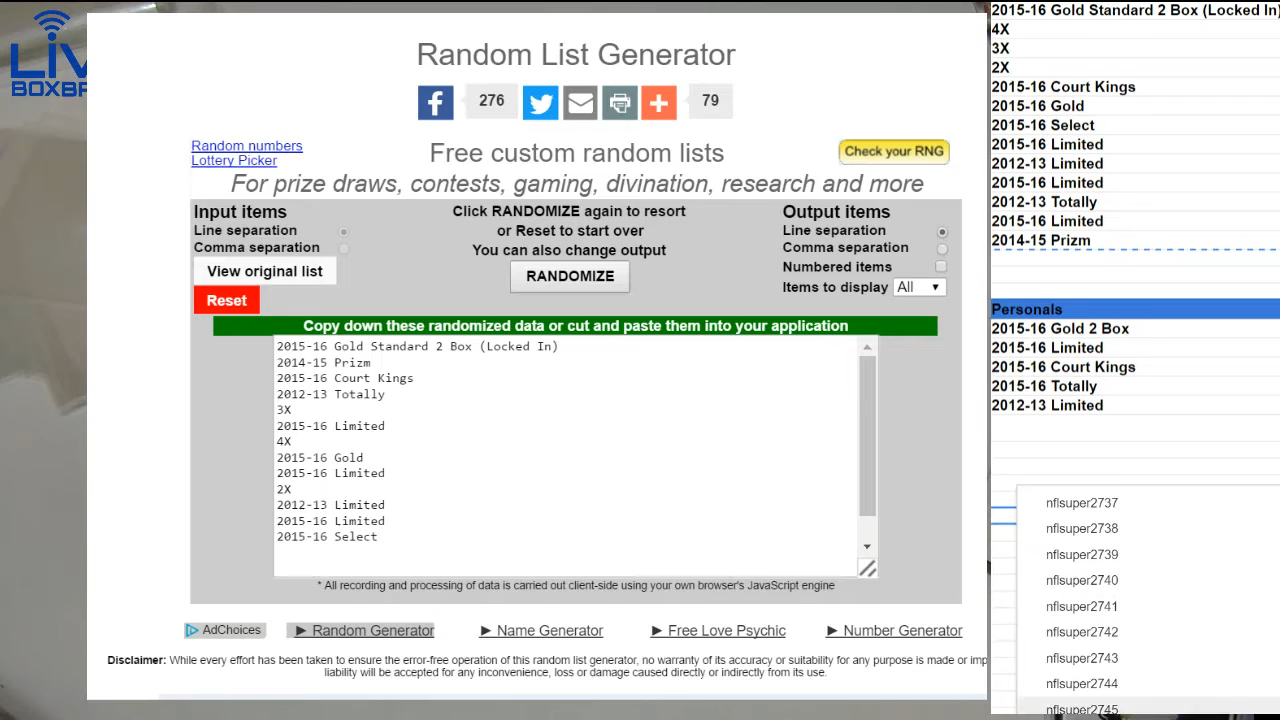 LIV
BOXBR
Random List Generator
276
79
Random numbers
Lottery Picker
Free custom random lists
Check your RNG
For prize draws, contests, gaming, divination, research and more
Input items
Line separation
Comma separation
View original list
Reset
Click RANDOMIZE again to resort
or Reset to start over
You can also change output
RANDOMIZE
Output items
Line separation
Comma separation
Numbered items
Items to display All
Copy down these randomized data or cut and paste them into your application
2015-16 Gold Standard 2 Box (Locked In)
2014-15 Prizm
2015-16 Court Kings
2012-13 Totally
3X
2015-16 Limited
4X
2015-16 Gold
2015-16 Limited
2X
2012-13 Limited
2015-16 Limited
2015-16 Select
* All recording and processing of data is carried out client-side using your own browser's JavaScript engine
AdChoices
► Random Generator
► Name Generator
► Free Love Psychic
► Number Generator
Disclaimer: While every effort has been taken to ensure the error-free operation of this random list generator, no warranty of its accuracy or suitability for any purpose is made or imp
liability will be accepted for any inconvenience, loss or damage caused directly or indirectly from its use.
2015-16 Gold Standard 2 Box (Locked In)
4X
3X
2X
2015-16 Court Kings
2015-16 Gold
2015-16 Select
2015-16 Limited
2012-13 Limited
2015-16 Limited
2012-13 Totally
2015-16 Limited
2014-15 Prizm
Personals
2015-16 Gold 2 Box
2015-16 Limited
2015-16 Court Kings
2015-16 Totally
2012-13 Limited
nflsuper2737
nflsuper2738
nflsuper2739
nflsuper2740
nflsuper2741
nflsuper2742
nflsuper2743
nflsuper2744
nflsuper2745